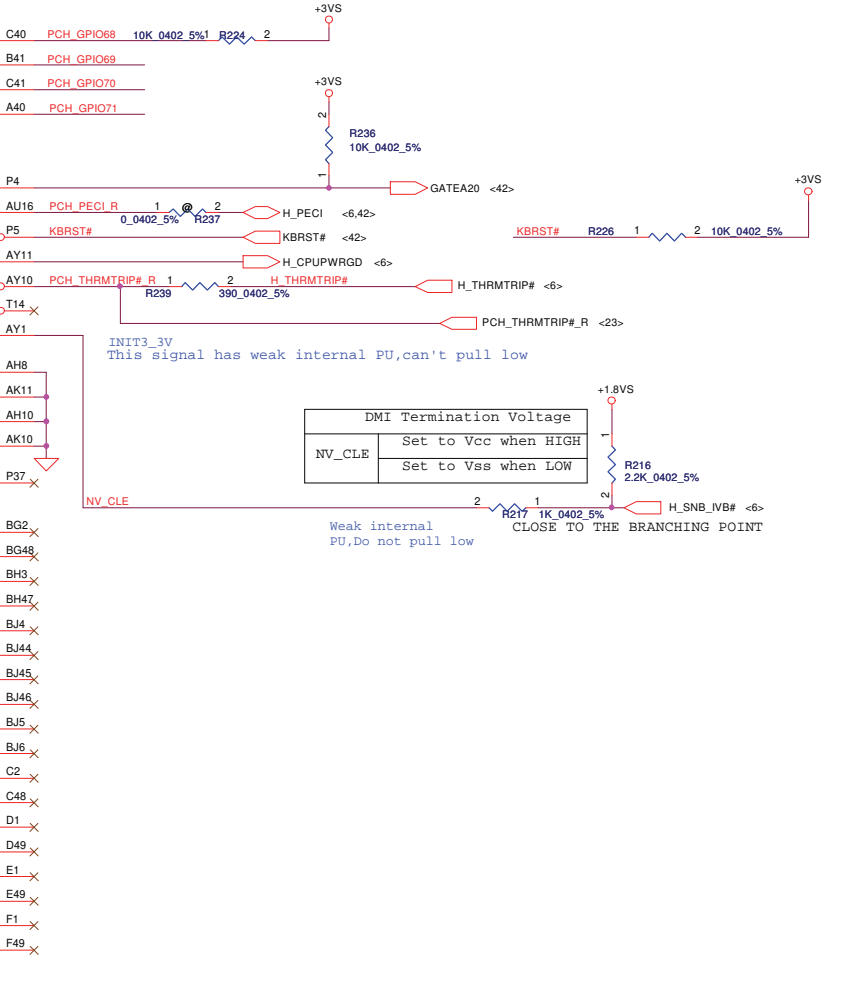 +3VS
C40 PCH_GPIO68 10K_0402_5% 1 R224 2
B41 PCH_GPIO69
C41 PCH_GPIO70
A40 PCH_GPIO71
+3VS
2
R236
10K_0402_5%
1
P4 GATEA20 <42>
+3VS
AU16 PCH_PECI_R 1 @ 2 H_PECI <6,42>
0_0402_5% R237
P5 KBRST# KBRST# <42>
KBRST# R226 1 2 10K_0402_5%
AY11 H_CPUPWRGD <6>
AY10 PCH_THRMTRIP#_R 1 2 H_THRMTRIP# H_THRMTRIP# <6>
R239 390_0402_5%
T14
PCH_THRMTRIP#_R <23>
AY1
INIT3_3V
This signal has weak internal PU,can't pull low
AH8
AK11
AH10
AK10
+1.8VS
DMI Termination Voltage
NV_CLE
Set to Vcc when HIGH
Set to Vss when LOW
1
R216
2.2K_0402_5%
2
P37
NV_CLE 2 1 H_SNB_IVB# <6>
R217 1K_0402_5%
Weak internal
PU,Do not pull low
CLOSE TO THE BRANCHING POINT
BG2
BG48
BH3
BH47
BJ4
BJ44
BJ45
BJ46
BJ5
BJ6
C2
C48
D1
D49
E1
E49
F1
F49